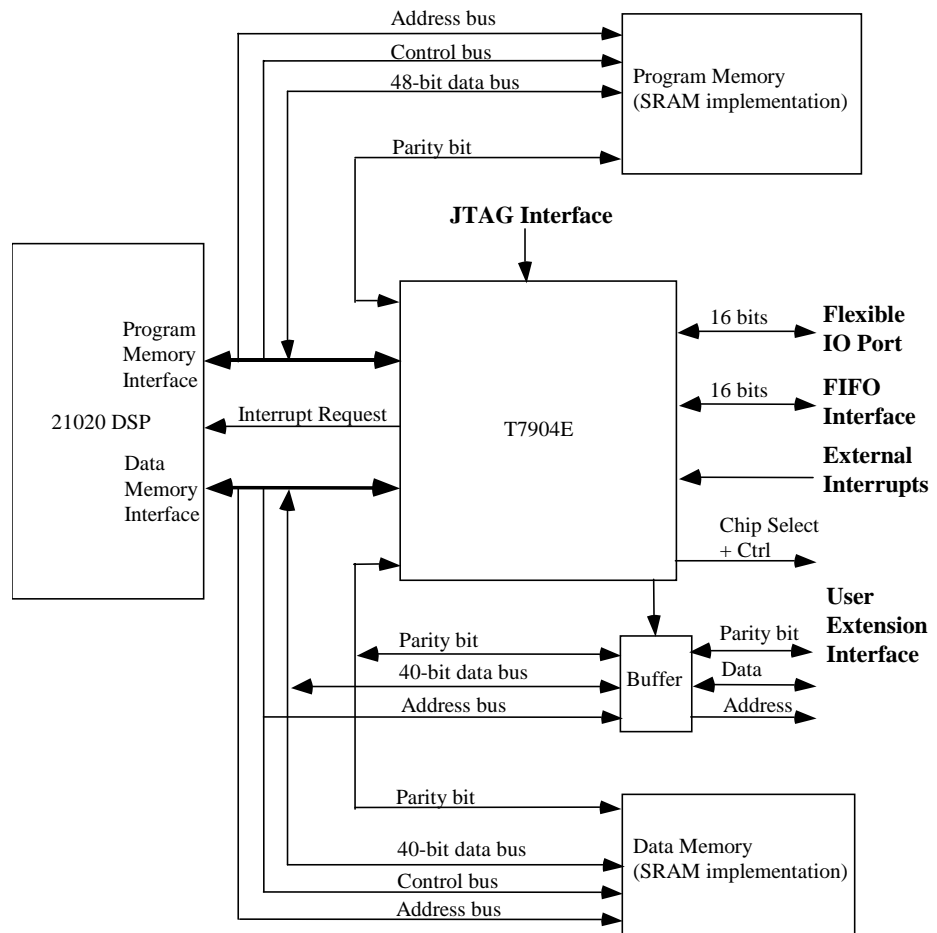 Address bus
Control bus
48-bit data bus
Program Memory
(SRAM implementation)
Parity bit
JTAG Interface
Program
Memory
Interface
21020 DSP
Data
Memory
Interface
Interrupt Request
T7904E
16 bits
Flexible
IO Port
16 bits
FIFO
Interface
External
Interrupts
Chip Select
+ Ctrl
User
Extension
Interface
Parity bit
40-bit data bus
Address bus
Buffer
Parity bit
Data
Address
Parity bit
40-bit data bus
Control bus
Address bus
Data Memory
(SRAM implementation)